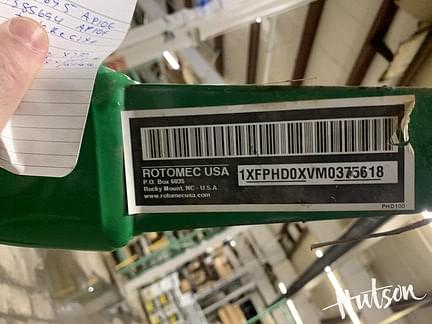 ROTOMEC USA
P.O. Box 6835
Rocky Mount, NC - U.S.A.
www.rotomecusa.com
1XFPHD0XVM0375618
PHD100
Hutson